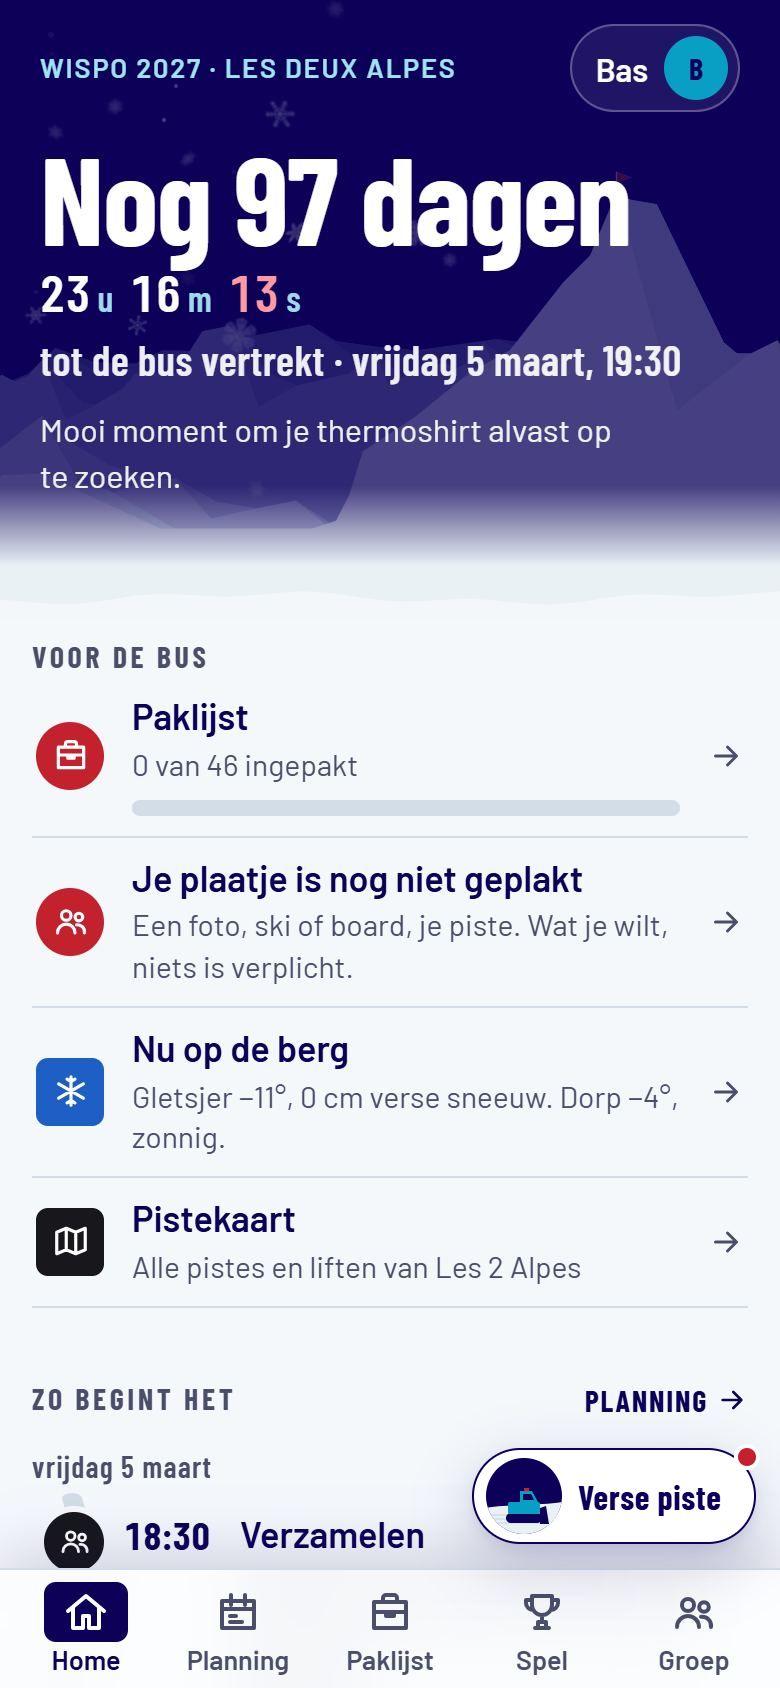 WISPO 2027 · LES DEUX ALPES
Bas
B
Nog 97 dagen
23 u 16 m 13 s
tot de bus vertrekt · vrijdag 5 maart, 19:30
Mooi moment om je thermoshirt alvast op
te zoeken.
VOOR DE BUS
Paklijst
0 van 46 ingepakt
Je plaatje is nog niet geplakt
Een foto, ski of board, je piste. Wat je wilt,
niets is verplicht.
Nu op de berg
Gletsjer −11°, 0 cm verse sneeuw. Dorp −4°,
zonnig.
Pistekaart
Alle pistes en liften van Les 2 Alpes
ZO BEGINT HET
PLANNING
vrijdag 5 maart
18:30 Verzamelen
Verse piste
Home
Planning
Paklijst
Spel
Groep